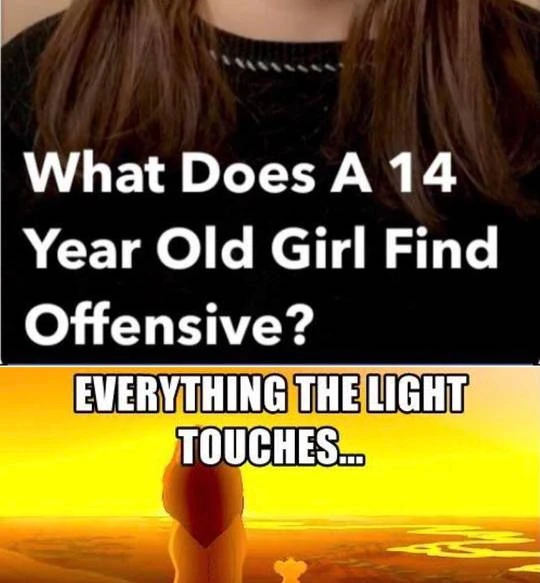 What Does A 14
Year Old Girl Find
Offensive?
EVERYTHING THE LIGHT
TOUCHES...